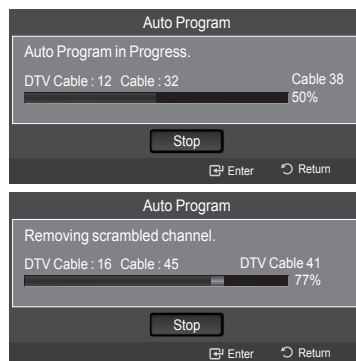 Auto Program
Auto Program in Progress.
DTV Cable : 12 Cable : 32 Cable 38
50%
Stop
Enter Return
Auto Program
Removing scrambled channel.
DTV Cable : 16 Cable : 45 DTV Cable 41
77%
Stop
Enter Return